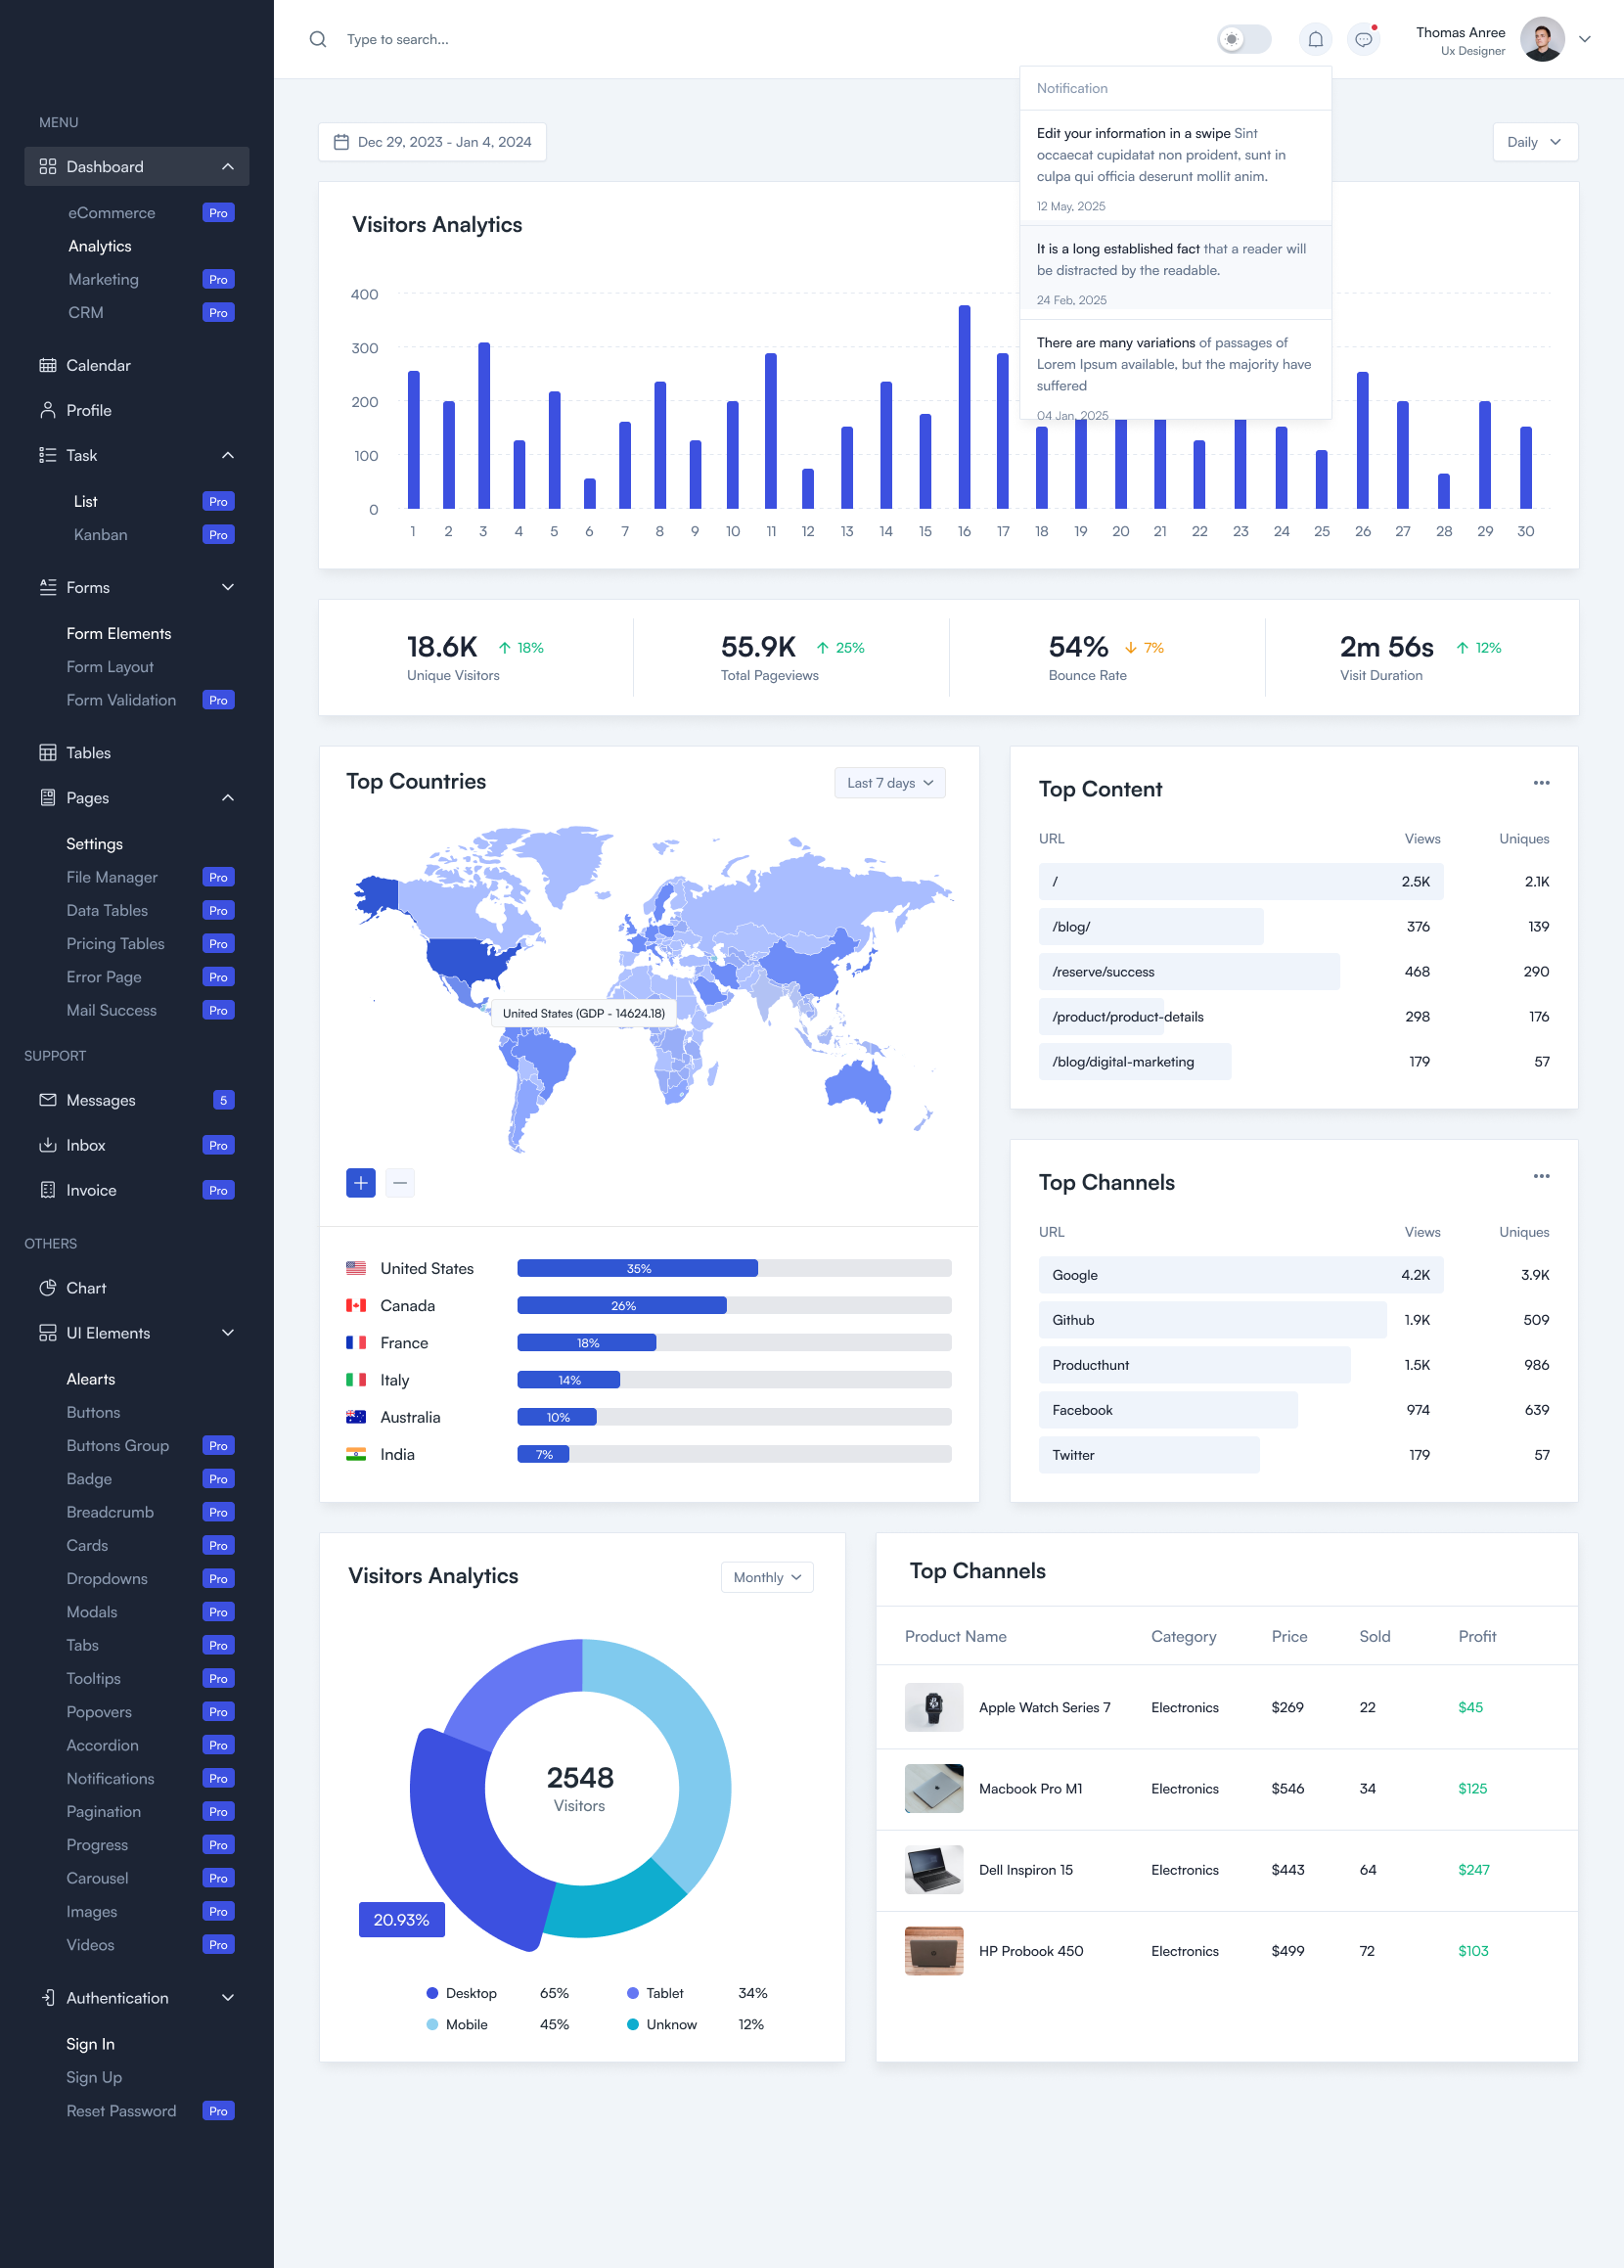 MENU
Dashboard
eCommerce Pro
Analytics
Marketing Pro
CRM Pro
Calendar
Profile
Task
List Pro
Kanban Pro
Forms
Form Elements
Form Layout
Form Validation Pro
Tables
Pages
Settings
File Manager Pro
Data Tables Pro
Pricing Tables Pro
Error Page Pro
Mail Success Pro
SUPPORT
Messages 5
Inbox Pro
Invoice Pro
OTHERS
Chart
UI Elements
Alearts
Buttons
Buttons Group Pro
Badge Pro
Breadcrumb Pro
Cards Pro
Dropdowns Pro
Modals Pro
Tabs Pro
Tooltips Pro
Popovers Pro
Accordion Pro
Notifications Pro
Pagination Pro
Progress Pro
Carousel Pro
Images Pro
Videos Pro
Authentication
Sign In
Sign Up
Reset Password Pro
Type to search...
Thomas Anree
Ux Designer
Notification
Edit your information in a swipe Sint
occaecat cupidatat non proident, sunt in
culpa qui officia deserunt mollit anim.
12 May, 2025
It is a long established fact that a reader will
be distracted by the readable.
24 Feb, 2025
There are many variations of passages of
Lorem Ipsum available, but the majority have
suffered
04 Jan, 2025
Dec 29, 2023 - Jan 4, 2024
Daily
Visitors Analytics
400
300
200
100
0
1 2 3 4 5 6 7 8 9 10 11 12 13 14 15 16 17 18 19 20 21 22 23 24 25 26 27 28 29 30
18.6K 18%
Unique Visitors
55.9K 25%
Total Pageviews
54% 7%
Bounce Rate
2m 56s 12%
Visit Duration
Top Countries
Last 7 days
United States (GDP - 14624.18)
United States 35%
Canada 26%
France 18%
Italy 14%
Australia 10%
India 7%
Top Content
URL Views Uniques
/ 2.5K 2.1K
/blog/ 376 139
/reserve/success 468 290
/product/product-details 298 176
/blog/digital-marketing 179 57
Top Channels
URL Views Uniques
Google 4.2K 3.9K
Github 1.9K 509
Producthunt 1.5K 986
Facebook 974 639
Twitter 179 57
Visitors Analytics
Monthly
2548
Visitors
20.93%
Desktop 65% Tablet 34%
Mobile 45% Unknow 12%
Top Channels
Product Name Category Price Sold Profit
Apple Watch Series 7 Electronics $269 22 $45
Macbook Pro M1 Electronics $546 34 $125
Dell Inspiron 15 Electronics $443 64 $247
HP Probook 450 Electronics $499 72 $103